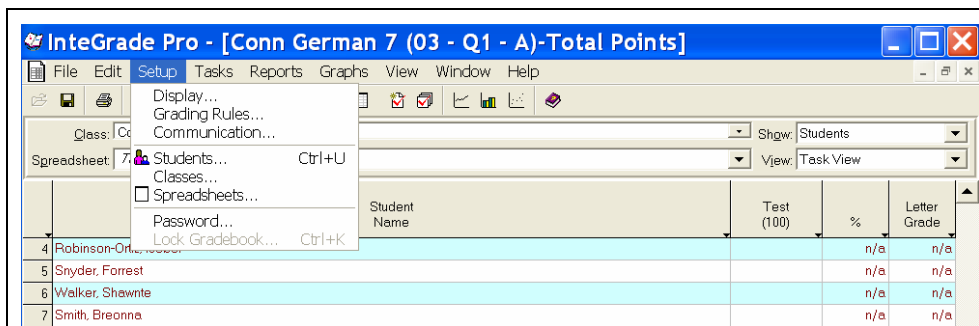 InteGrade Pro - [Conn German 7 (03 - Q1 - A)-Total Points]
File Edit Setup Tasks Reports Graphs View Window Help
Display...
Grading Rules...
Communication...
Students... Ctrl+U
Classes...
Spreadsheets...
Password...
Lock Gradebook... Ctrl+K
Class: Show: Students
Spreadsheet: View: Task View
Student Name Test (100) % Letter Grade
4 n/a n/a
5 Snyder, Forrest n/a n/a
6 Walker, Shawnte n/a n/a
7 Smith, Breonna n/a n/a